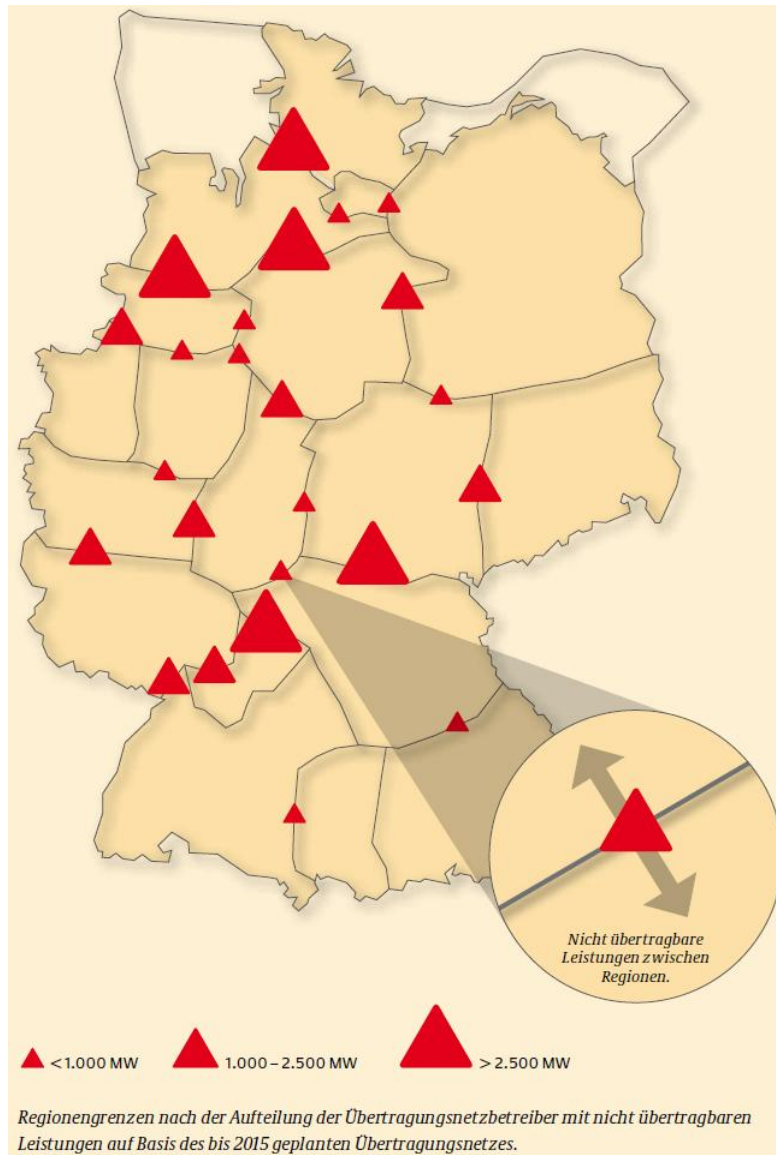 Nicht übertragbare
Leistungen zwischen
Regionen.
<1.000 MW
1.000–2.500 MW
>2.500 MW
Regionengrenzen nach der Aufteilung der Übertragungsnetzbetreiber mit nicht übertragbaren
Leistungen auf Basis des bis 2015 geplanten Übertragungsnetzes.